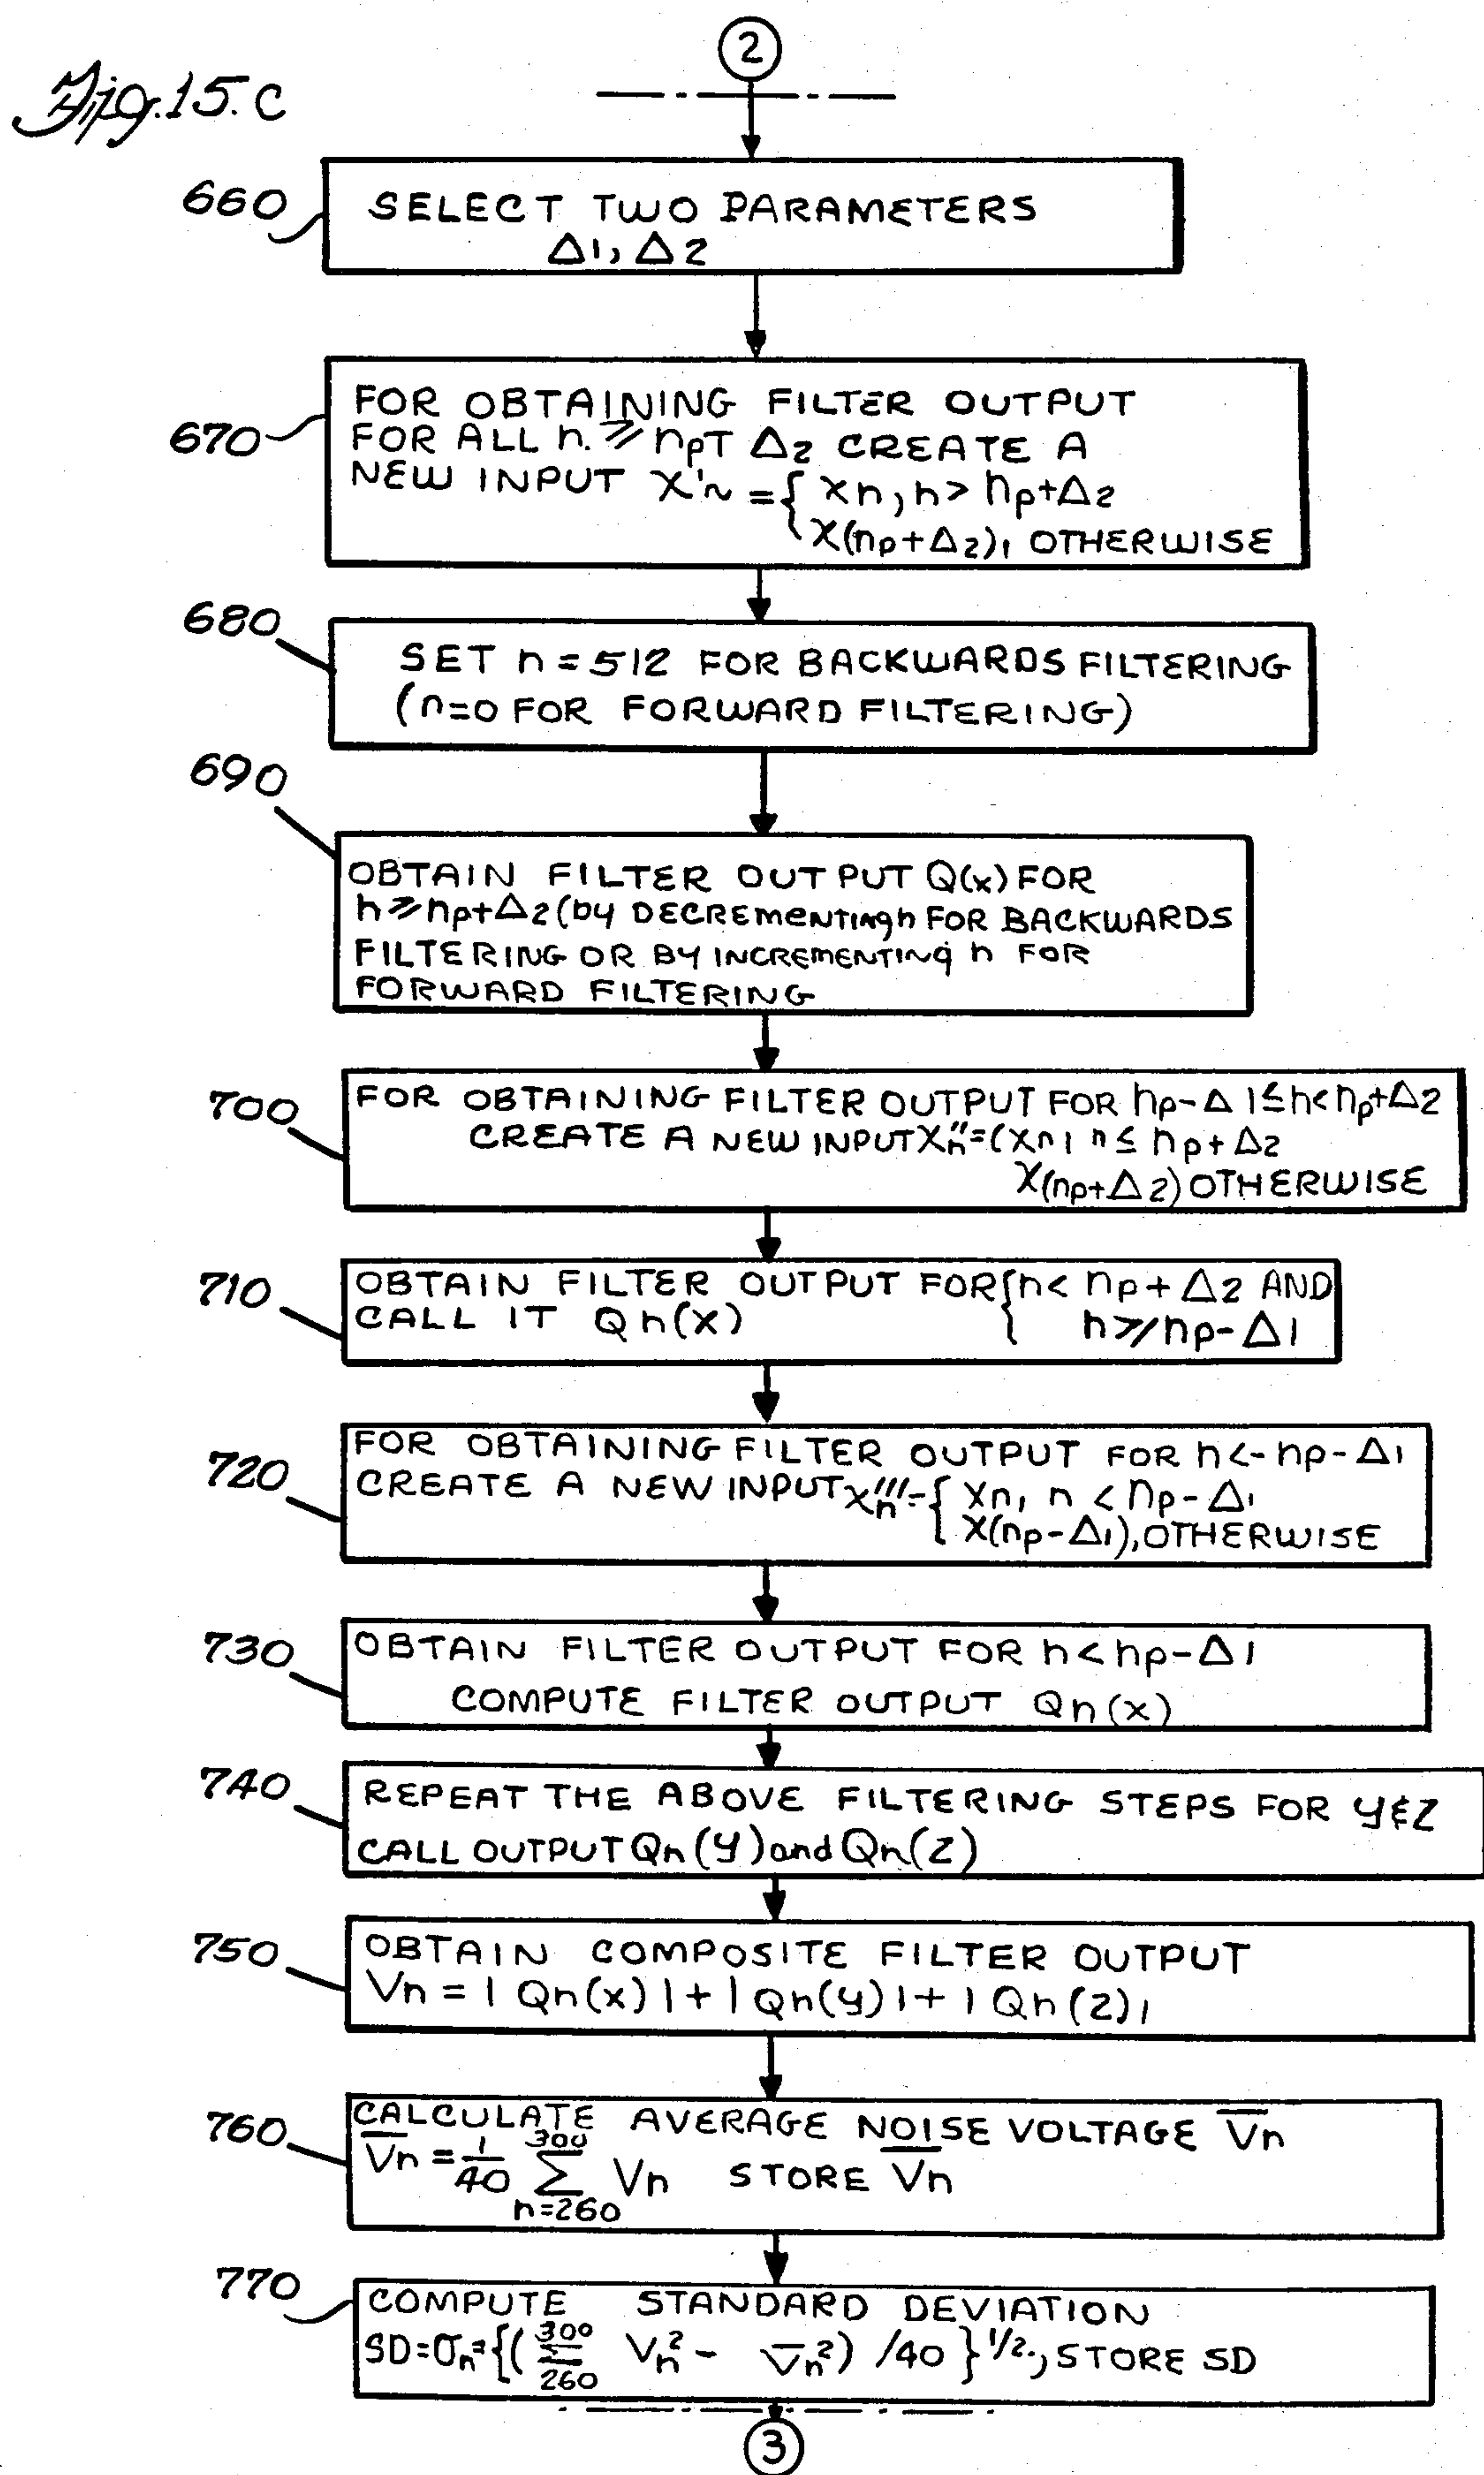 2
Fig. 15.c
660
SELECT TWO PARAMETERS
Δ1, Δ2
670
FOR OBTAINING FILTER OUTPUT
FOR ALL n. ≥ npT Δ2 CREATE A
NEW INPUT X'n = { Xn, n > np+Δ2
X(np+Δ2), OTHERWISE
680
SET n = 512 FOR BACKWARDS FILTERING
(n=0 FOR FORWARD FILTERING)
690
OBTAIN FILTER OUTPUT Q(x) FOR
n ≥ np+Δ2 (by DECREMENTING n FOR BACKWARDS
FILTERING OR BY INCREMENTING n FOR
FORWARD FILTERING
700
FOR OBTAINING FILTER OUTPUT FOR np-Δ1≤n<np+Δ2
CREATE A NEW INPUT Xn''=(Xn, n ≤ np+Δ2
X(np+Δ2) OTHERWISE
710
OBTAIN FILTER OUTPUT FOR { n < np+Δ2 AND
CALL IT Qn(x) { n ≥ np-Δ1
720
FOR OBTAINING FILTER OUTPUT FOR n<-np-Δ1
CREATE A NEW INPUT Xn'''= { Xn, n < np-Δ1
X(np-Δ1), OTHERWISE
730
OBTAIN FILTER OUTPUT FOR n < np-Δ1
COMPUTE FILTER OUTPUT Qn(x)
740
REPEAT THE ABOVE FILTERING STEPS FOR y&z
CALL OUTPUT Qn(y) and Qn(z)
750
OBTAIN COMPOSITE FILTER OUTPUT
Vn = | Qn(x) | + | Qn(y) | + | Qn(z) |
760
CALCULATE AVERAGE NOISE VOLTAGE V̄n
V̄n = 1/40 300 Σ n=260 Vn STORE V̄n
770
COMPUTE STANDARD DEVIATION
SD=σn={( 300 Σ 260 Vn² - V̄n²) /40 }^1/2., STORE SD
3